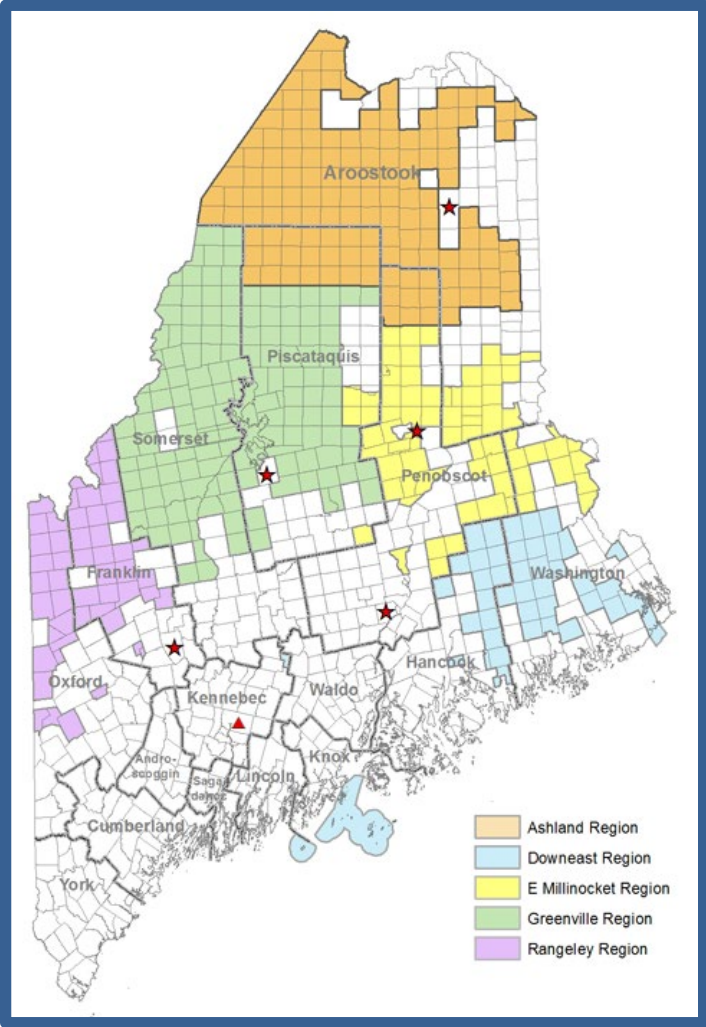 Aroostook
Piscataquis
Somerset
Penobscot
Franklin
Washington
Hancock
Oxford
Waldo
Kennebec
Andro-
scoggin
Knox
Lincoln
Saga
dahoc
Cumberland
York
Ashland Region
Downeast Region
E Millinocket Region
Greenville Region
Rangeley Region